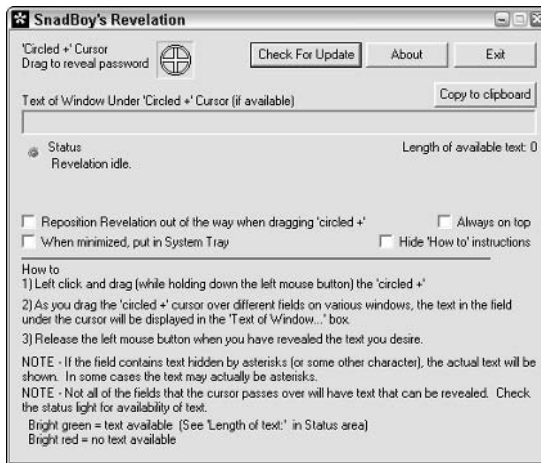 SnadBoy's Revelation
'Circled +' Cursor
Drag to reveal password
Check For Update
About
Exit
Copy to clipboard
Text of Window Under 'Circled +' Cursor (if available)
Status
Length of available text: 0
Revelation idle.
Reposition Revelation out of the way when dragging 'circled +'
Always on top
When minimized, put in System Tray
Hide 'How to' instructions
How to
1) Left click and drag (while holding down the left mouse button) the 'circled +'
2) As you drag the 'circled +' cursor over different fields on various windows, the text in the field
under the cursor will be displayed in the 'Text of Window...' box.
3) Release the left mouse button when you have revealed the text you desire.
NOTE - If the field contains text hidden by asterisks (or some other character), the actual text will be
shown. In some cases the text may actually be asterisks.
NOTE - Not all of the fields that the cursor passes over will have text that can be revealed. Check
the status light for availability of text.
Bright green = text available (See 'Length of text:' in Status area)
Bright red = no text available